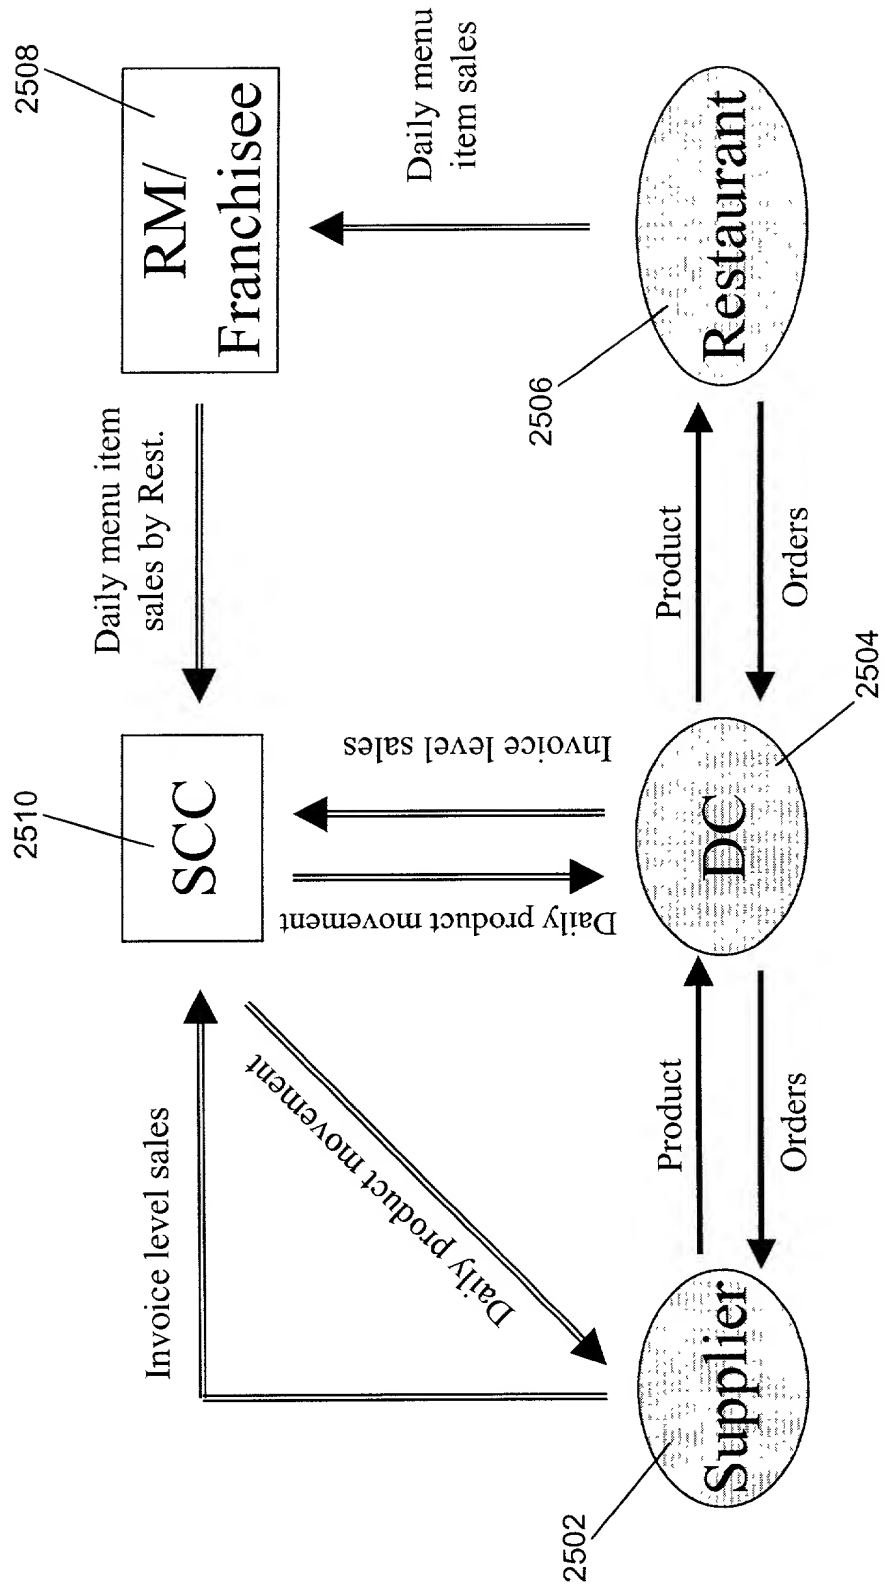 2510
SCC
Daily menu item
sales by Rest.
2508
RM/
Franchisee
Invoice level sales
Daily product movement
Daily product movement
Invoice level sales
Daily menu
item sales
2506
Product
Product
2502
Supplier
DC
Restaurant
Orders
Orders
2504